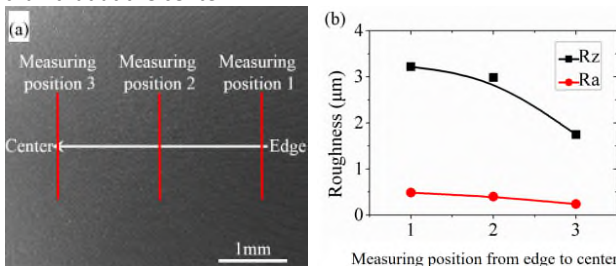 (a)
Measuring
position 3
Measuring
position 2
Measuring
position 1
Center
Edge
1mm
(b)
Rz
Ra
Roughness (μm)
4
3
2
1
0
1
2
3
Measuring position from edge to center